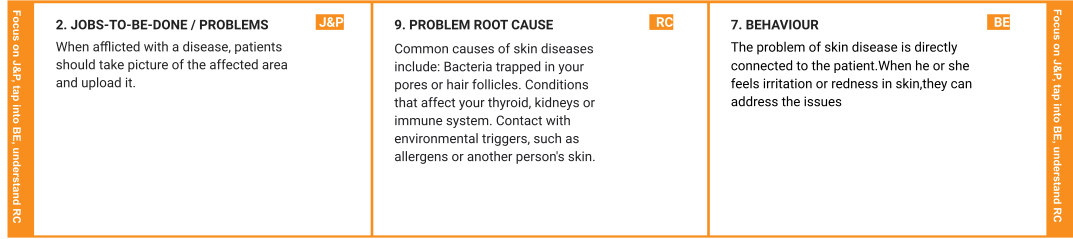 Focus on J&P, tap into BE, understand RC
2. JOBS-TO-BE-DONE / PROBLEMS
J&P
When afflicted with a disease, patients
should take picture of the affected area
and upload it.
9. PROBLEM ROOT CAUSE
RC
Common causes of skin diseases
include: Bacteria trapped in your
pores or hair follicles. Conditions
that affect your thyroid, kidneys or
immune system. Contact with
environmental triggers, such as
allergens or another person's skin.
7. BEHAVIOUR
BE
The problem of skin disease is directly
connected to the patient.When he or she
feels irritation or redness in skin,they can
address the issues
Focus on J&P, tap into BE, understand RC